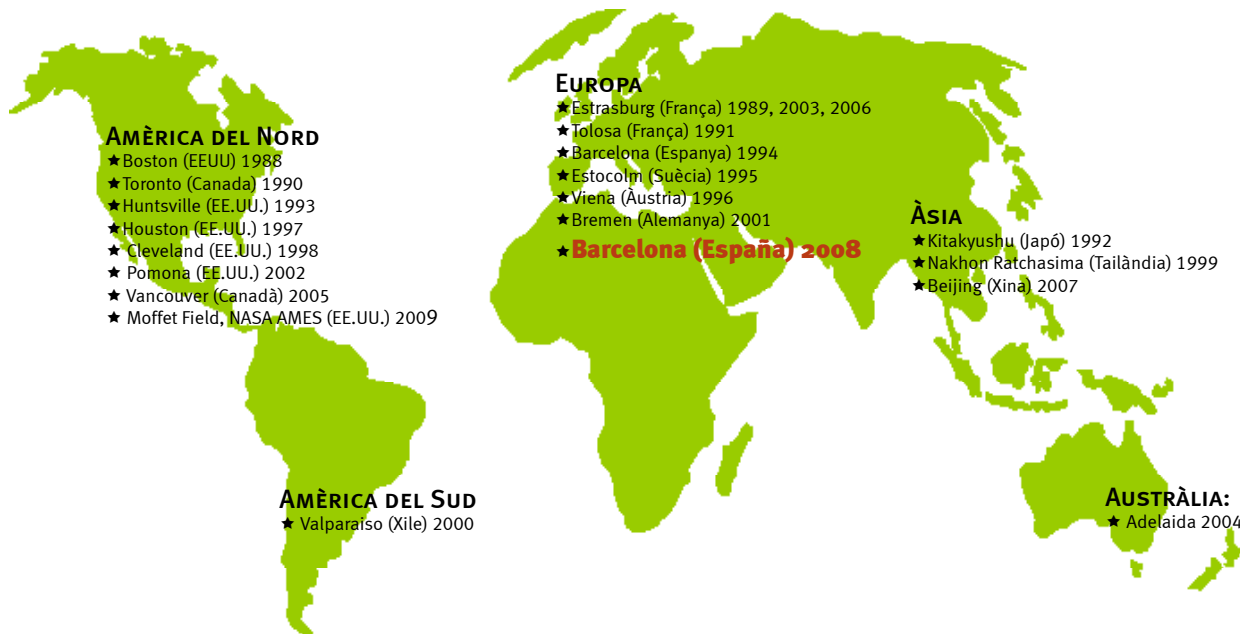 Amèrica del Nord
★Boston (EEUU) 1988
★Toronto (Canada) 1990
★Huntsville (EE.UU.) 1993
★Houston (EE.UU.) 1997
★ Cleveland (EE.UU.) 1998
★ Pomona (EE.UU.) 2002
★ Vancouver (Canadà) 2005
★ Moffet Field, NASA AMES (EE.UU.) 2009
Europa
★Estrasburg (França) 1989, 2003, 2006
★Tolosa (França) 1991
★Barcelona (Espanya) 1994
★Estocolm (Suècia) 1995
★Viena (Àustria) 1996
★Bremen (Alemanya) 2001
★Barcelona (España) 2008
Àsia
★Kitakyushu (Japó) 1992
★Nakhon Ratchasima (Tailàndia) 1999
★Beijing (Xina) 2007
Amèrica del Sud
★ Valparaiso (Xile) 2000
Austràlia:
★ Adelaida 2004